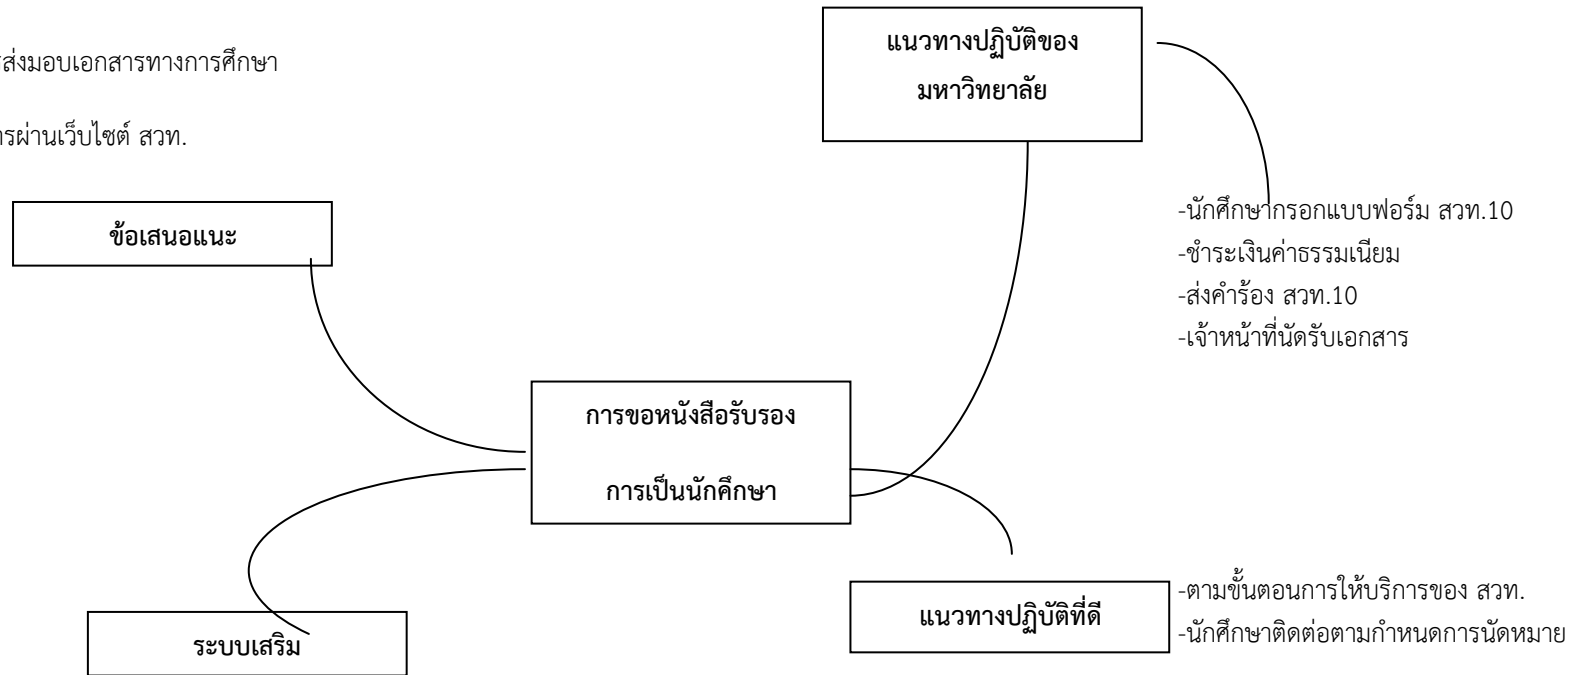 ส่งมอบเอกสารทางการศึกษา
ารผ่านเว็บไซต์ สวท.
ข้อเสนอแนะ
แนวทางปฏิบัติของ
มหาวิทยาลัย
-นักศึกษากรอกแบบฟอร์ม สวท.10
-ชำระเงินค่าธรรมเนียม
-ส่งคำร้อง สวท.10
-เจ้าหน้าที่นัดรับเอกสาร
การขอหนังสือรับรอง
การเป็นนักคึกษา
ระบบเสริม
แนวทางปฏิบัติที่ดี
-ตามขั้นตอนการให้บริการของ สวท.
-นักศึกษาติดต่อตามกำหนดการนัดหมาย